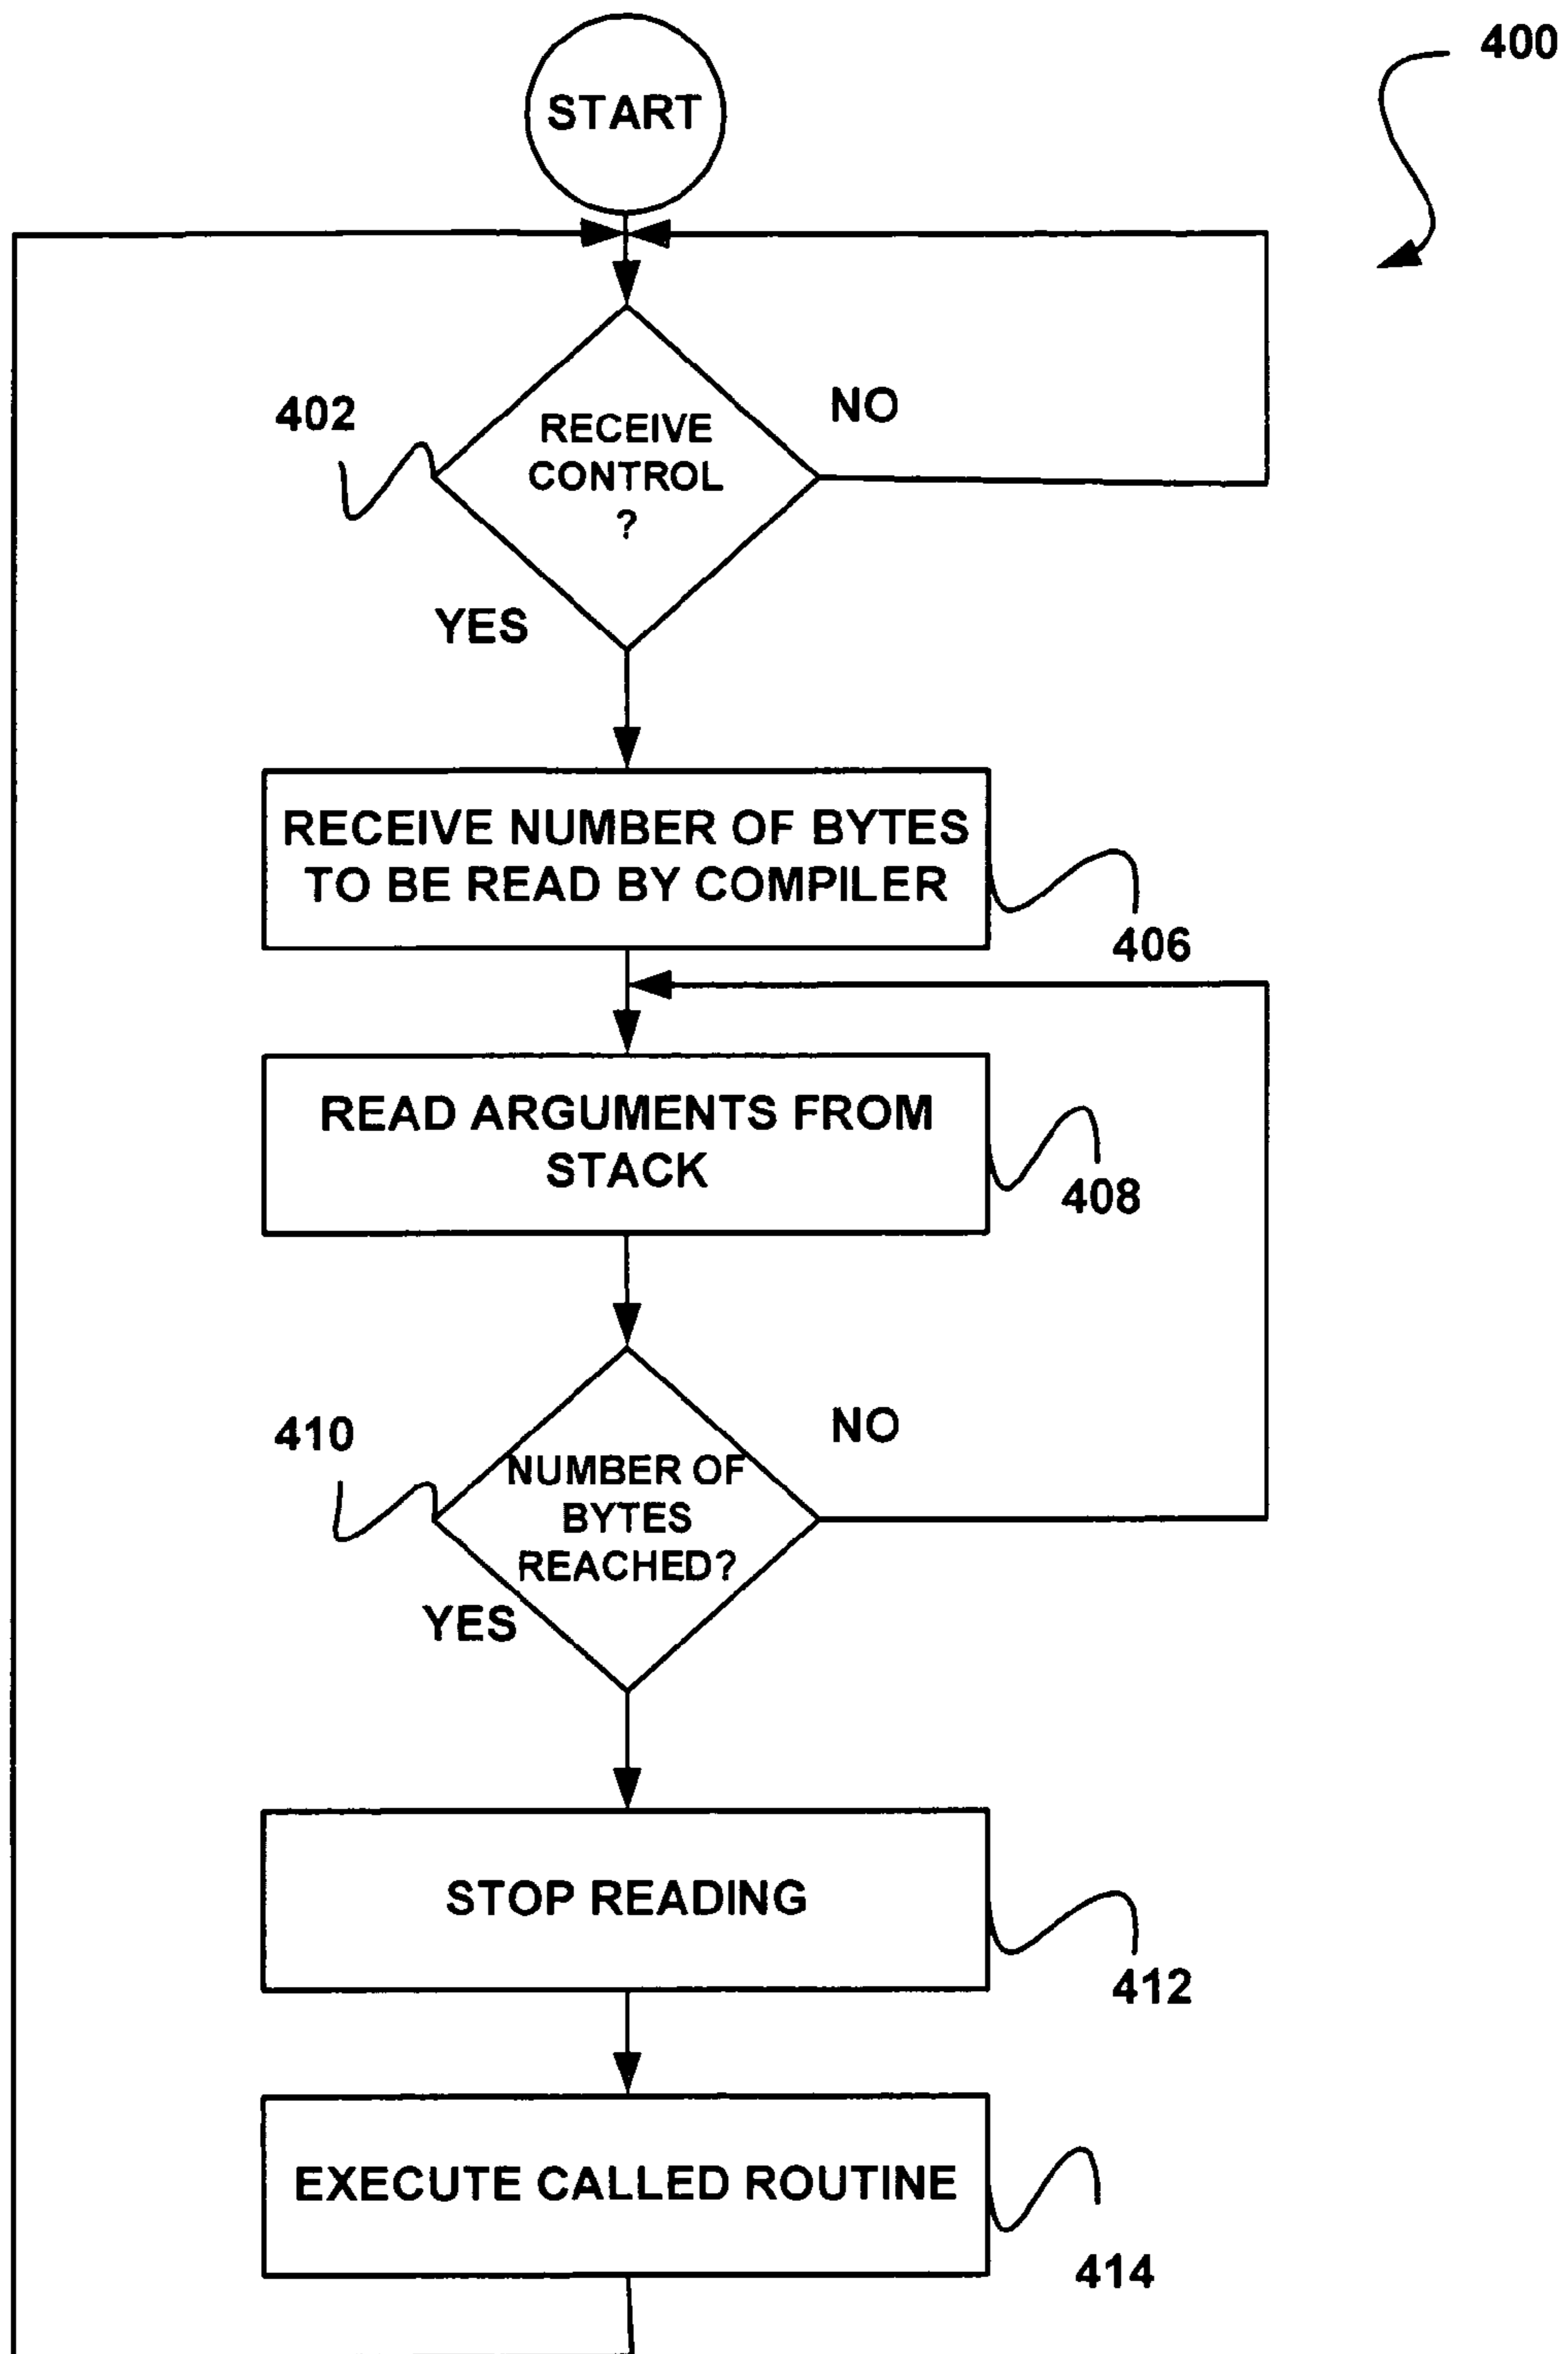 400
START
402
RECEIVE
CONTROL
?
NO
YES
RECEIVE NUMBER OF BYTES
TO BE READ BY COMPILER
406
READ ARGUMENTS FROM
STACK
408
410
NUMBER OF
BYTES
REACHED?
NO
YES
STOP READING
412
EXECUTE CALLED ROUTINE
414